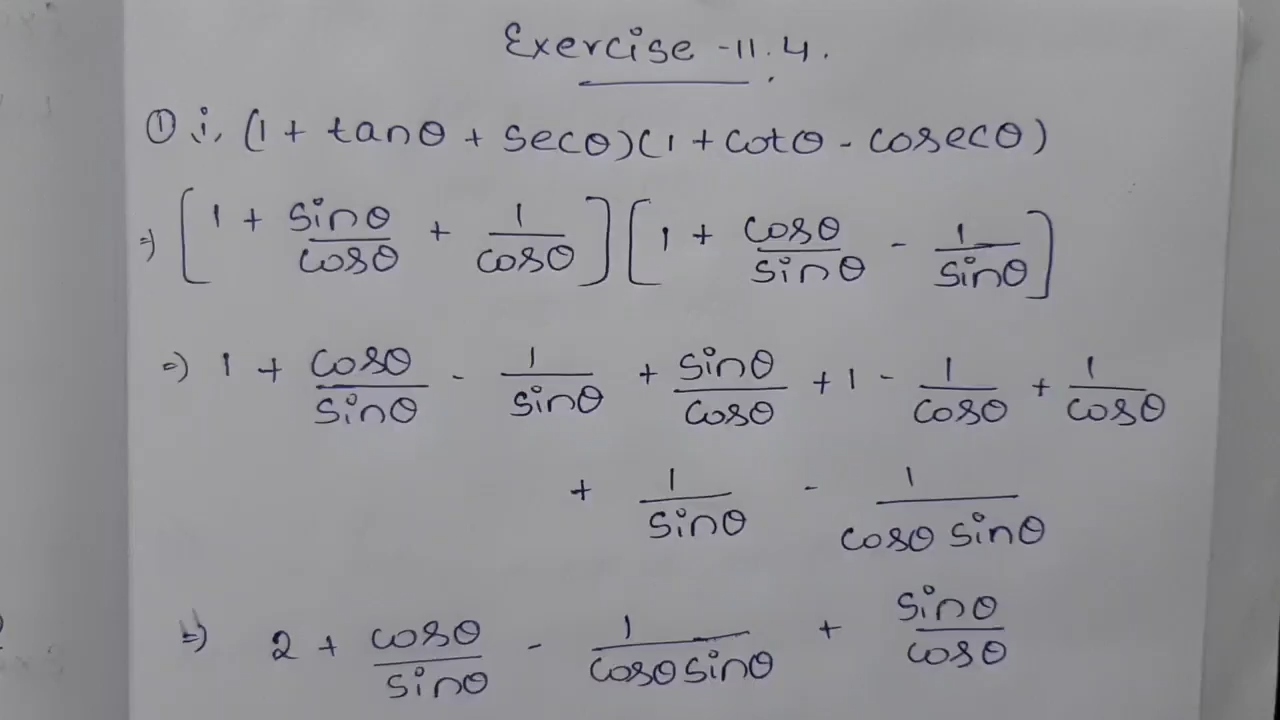 Exercise -11.4.
① i, (1 + tanθ + secθ)(1 + cotθ - cosecθ)
⇒ [1 + sinθ/cosθ + 1/cosθ] [1 + cosθ/sinθ - 1/sinθ]
⇒ 1 + cosθ/sinθ - 1/sinθ + sinθ/cosθ + 1 - 1/cosθ + 1/cosθ
+ 1/sinθ - 1/cosθ sinθ
⇒ 2 + cosθ/sinθ - 1/cosθ sinθ + sinθ/cosθ